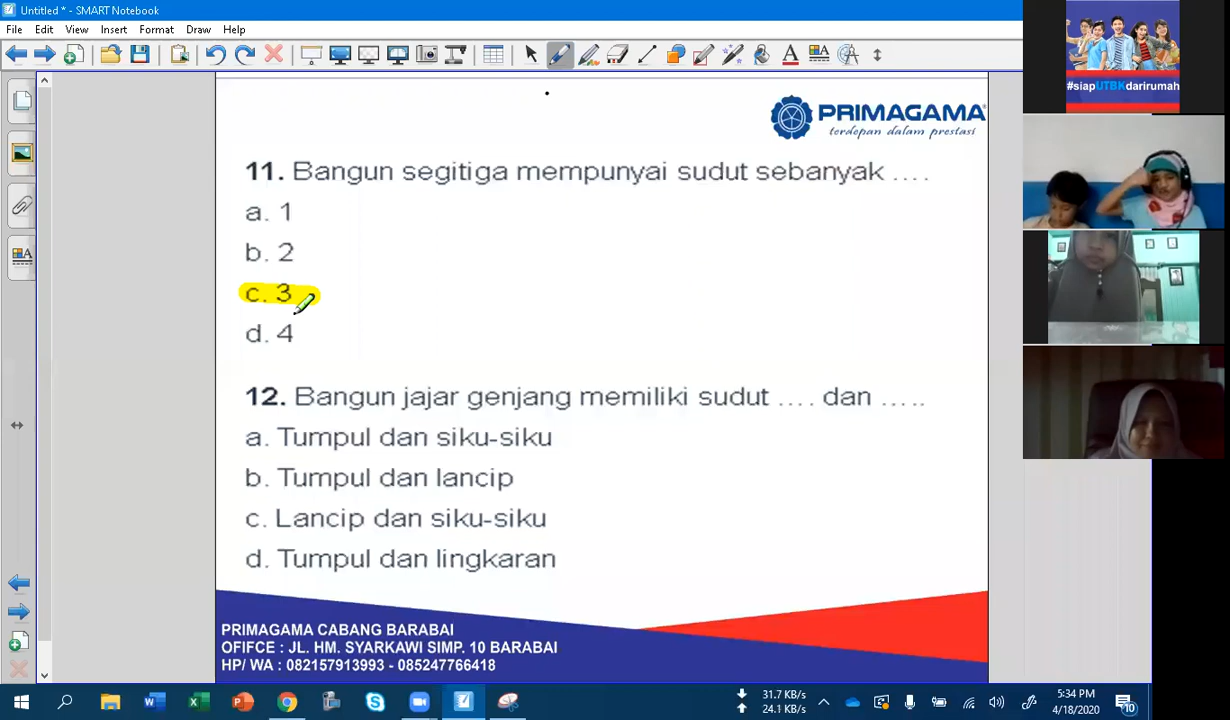 Untitled * - SMART Notebook
File Edit View Insert Format Draw Help
#siapUTBKdarirumah
PRIMAGAMA
terdepan dalam prestasi
11. Bangun segitiga mempunyai sudut sebanyak ....
a. 1
b. 2
c. 3
d. 4
12. Bangun jajar genjang memiliki sudut .... dan .....
a. Tumpul dan siku-siku
b. Tumpul dan lancip
c. Lancip dan siku-siku
d. Tumpul dan lingkaran
PRIMAGAMA CABANG BARABAI
OFIFCE : JL. HM. SYARKAWI SIMP. 10 BARABAI
HP/ WA : 082157913993 - 085247766418
31.7 KB/s
24.1 KB/s
5:34 PM
4/18/2020
10